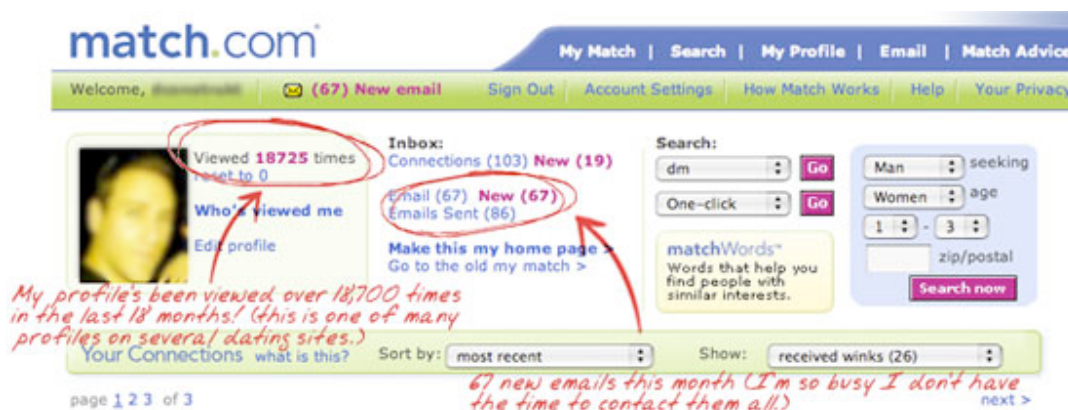 match.com
My Match | Search | My Profile | Email | Match Advice
Welcome,
(67) New email
Sign Out
Account Settings
How Match Works
Help
Your Privacy
Viewed 18725 times
reset to 0
Who's viewed me
Edit profile
Inbox:
Connections (103) New (19)
Email (67) New (67)
Emails Sent (86)
Make this my home page >
Go to the old my match >
Search:
dm Go
One-click Go
matchWords™
Words that help you
find people with
similar interests.
Man seeking
Women age
1 - 3
zip/postal
Search now
My profile's been viewed over 18,700 times
in the last 18 months! (this is one of many
profiles on several dating sites.)
Your Connections what is this? Sort by: most recent Show: received winks (26)
67 new emails this month (I'm so busy I don't have
the time to contact them all.)
page 1 2 3 of 3
next >